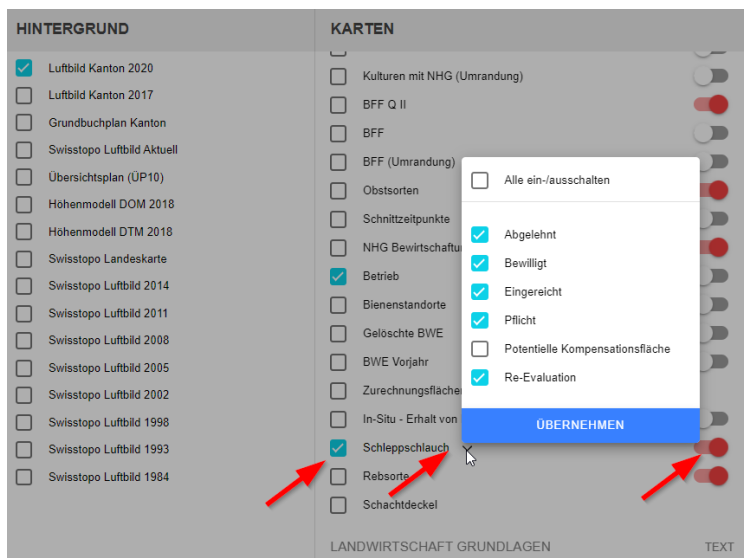 HINTERGRUND
Luftbild Kanton 2020
Luftbild Kanton 2017
Grundbuchplan Kanton
Swisstopo Luftbild Aktuell
Übersichtsplan (ÜP10)
Höhenmodell DOM 2018
Höhenmodell DTM 2018
Swisstopo Landeskarte
Swisstopo Luftbild 2014
Swisstopo Luftbild 2011
Swisstopo Luftbild 2008
Swisstopo Luftbild 2005
Swisstopo Luftbild 2002
Swisstopo Luftbild 1998
Swisstopo Luftbild 1993
Swisstopo Luftbild 1984
KARTEN
Kulturen mit NHG (Umrandung)
BFF Q II
BFF
BFF (Umrandung)
Obstsorten
Schnittzeitpunkte
NHG Bewirtschaftu
Betrieb
Bienenstandorte
Gelöschte BWE
BWE Vorjahr
Zurechnungsfläche
In-Situ - Erhalt von
Schleppschlauch
Rebsorte
Schachtdeckel
LANDWIRTSCHAFT GRUNDLAGEN TEXT
Alle ein-/ausschalten
Abgelehnt
Bewilligt
Eingereicht
Pflicht
Potentielle Kompensationsfläche
Re-Evaluation
ÜBERNEHMEN